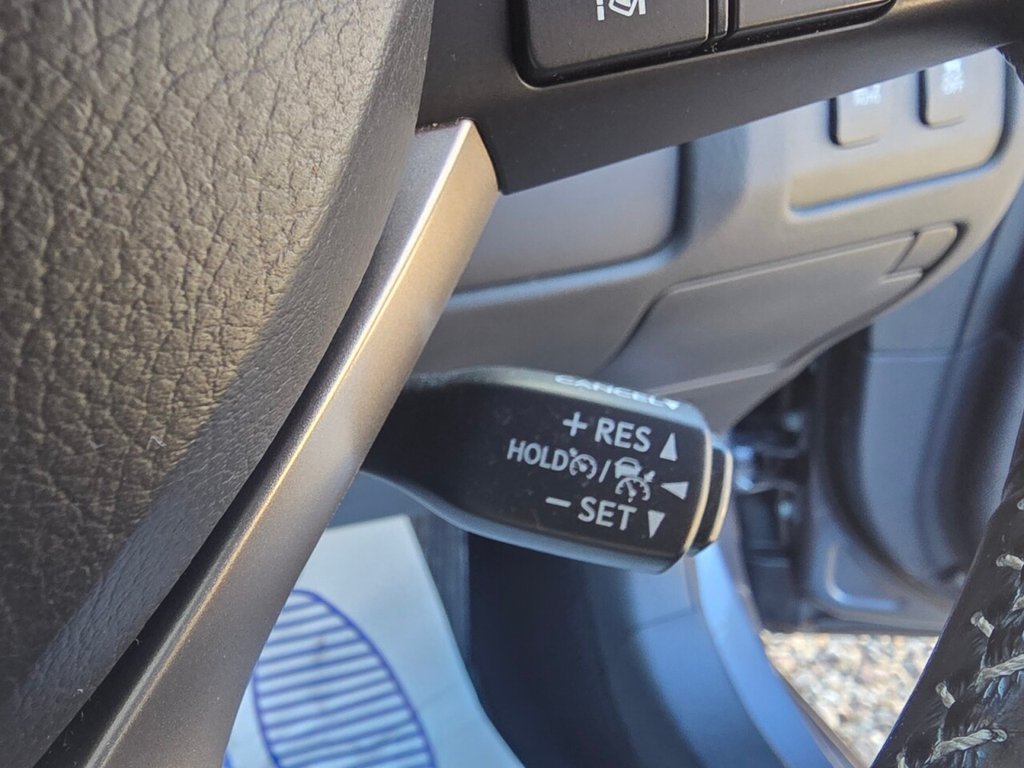 CANCEL
+ RES
HOLD /
− SET